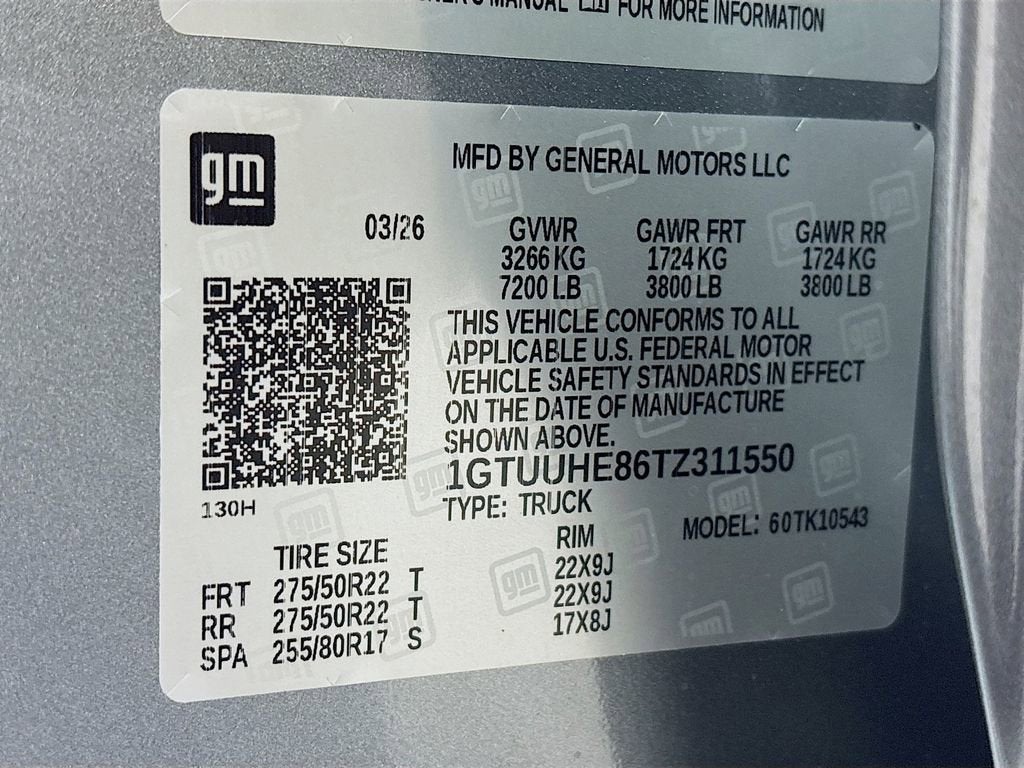 MANUAL FOR MORE INFORMATION
gm
MFD BY GENERAL MOTORS LLC
03/26
GVWR GAWR FRT GAWR RR
3266 KG 1724 KG 1724 KG
7200 LB 3800 LB 3800 LB
THIS VEHICLE CONFORMS TO ALL
APPLICABLE U.S. FEDERAL MOTOR
VEHICLE SAFETY STANDARDS IN EFFECT
ON THE DATE OF MANUFACTURE
SHOWN ABOVE.
1GTUUHE86TZ311550
130H
TYPE: TRUCK
MODEL: 60TK10543
TIRE SIZE RIM
FRT 275/50R22 T 22X9J
RR 275/50R22 T 22X9J
SPA 255/80R17 S 17X8J